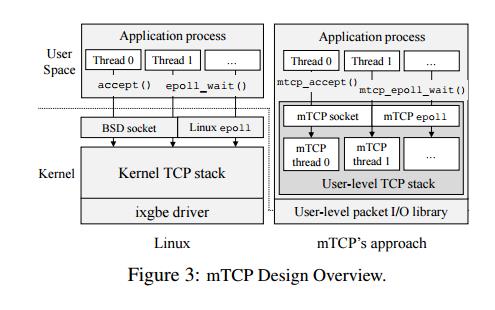 Application process
User
Space
Thread 0 Thread 1 ...
accept() epoll_wait()
BSD socket Linux epoll
Kernel
Kernel TCP stack
ixgbe driver
Linux
Application process
Thread 0 Thread 1 ...
mtcp_accept()
mtcp_epoll_wait()
mTCP socket mTCP epoll
mTCP
thread 0
mTCP
thread 1
...
User-level TCP stack
User-level packet I/O library
mTCP's approach
Figure 3: mTCP Design Overview.